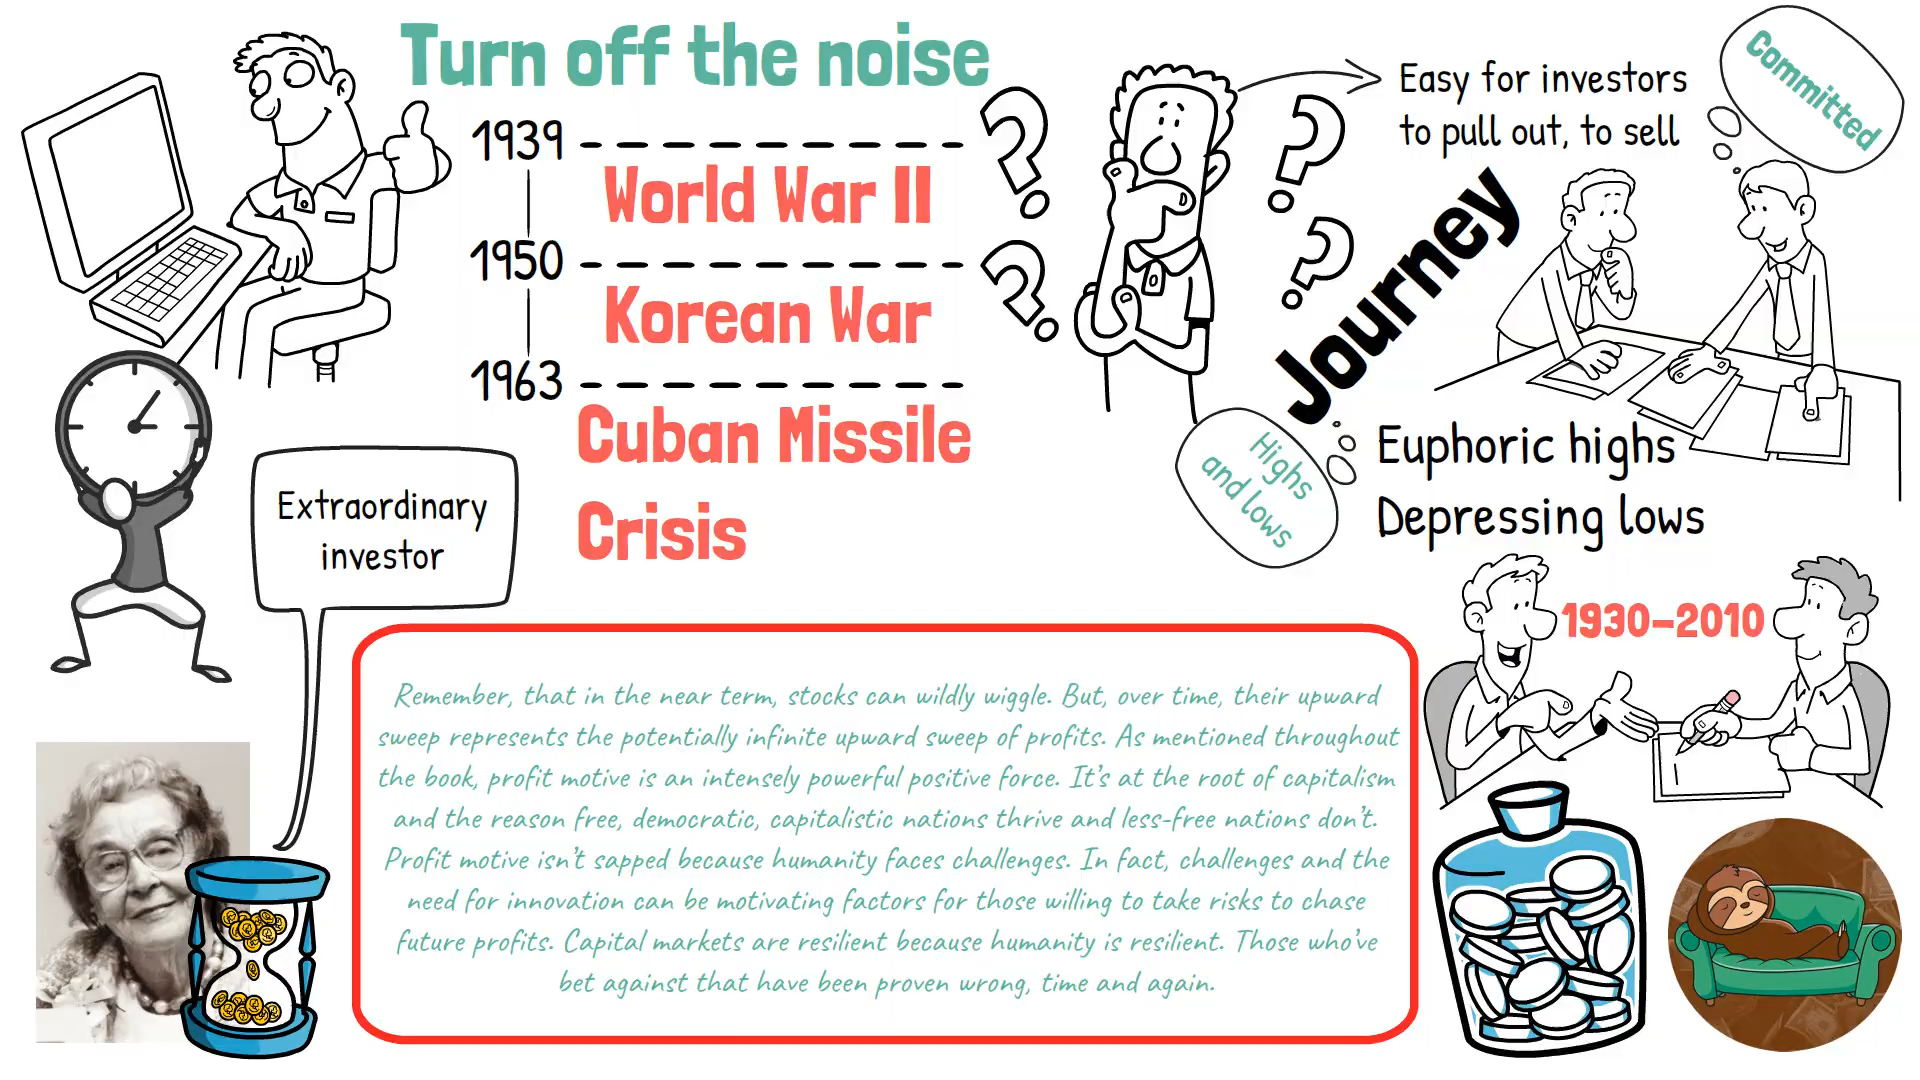 Turn off the noise
1939
World War II
1950
Korean War
1963
Cuban Missile
Crisis
Easy for investors
to pull out, to sell
Committed
Journey
Highs
and lows
Euphoric highs
Depressing lows
1930-2010
Extraordinary
investor
Remember, that in the near term, stocks can wildly wiggle. But, over time, their upward
sweep represents the potentially infinite upward sweep of profits. As mentioned throughout
the book, profit motive is an intensely powerful positive force. It's at the root of capitalism
and the reason free, democratic, capitalistic nations thrive and less-free nations don't.
Profit motive isn't sapped because humanity faces challenges. In fact, challenges and the
need for innovation can be motivating factors for those willing to take risks to chase
future profits. Capital markets are resilient because humanity is resilient. Those who've
bet against that have been proven wrong, time and again.